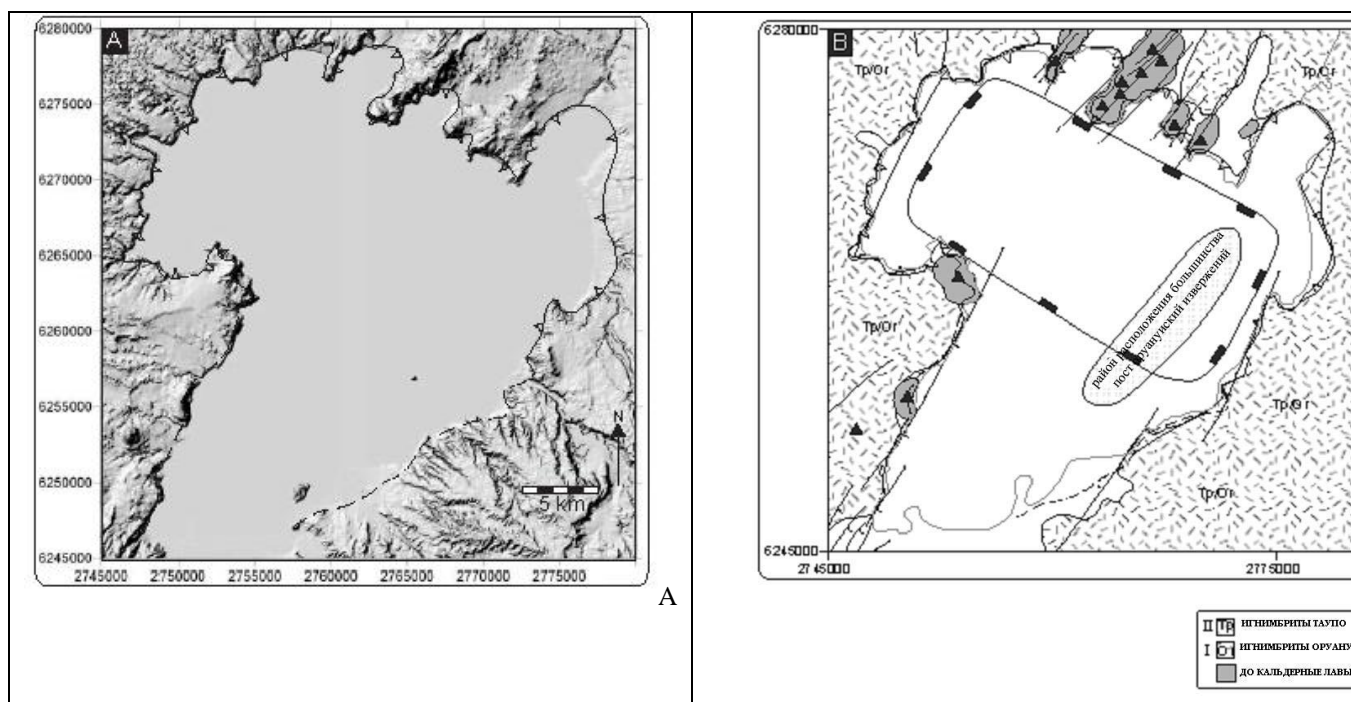 A
6280000
6275000
6270000
6265000
6260000
6255000
6250000
6245000
2745000 2750000 2755000 2760000 2765000 2770000 2775000
N
5 km
A
6280000
B
Tp/Or
Tp/Or
Tp/Or
Tp/Or
Tp/Or
район расположения большинства
пост оруануиский извержений
6245000
2745000
2775000
II Tp ИГНИМБРИТЫ ТАУПО
I Or ИГНИМБРИТЫ ОРУАНУ
ДО КАЛЬДЕРНЫЕ ЛАВЫ